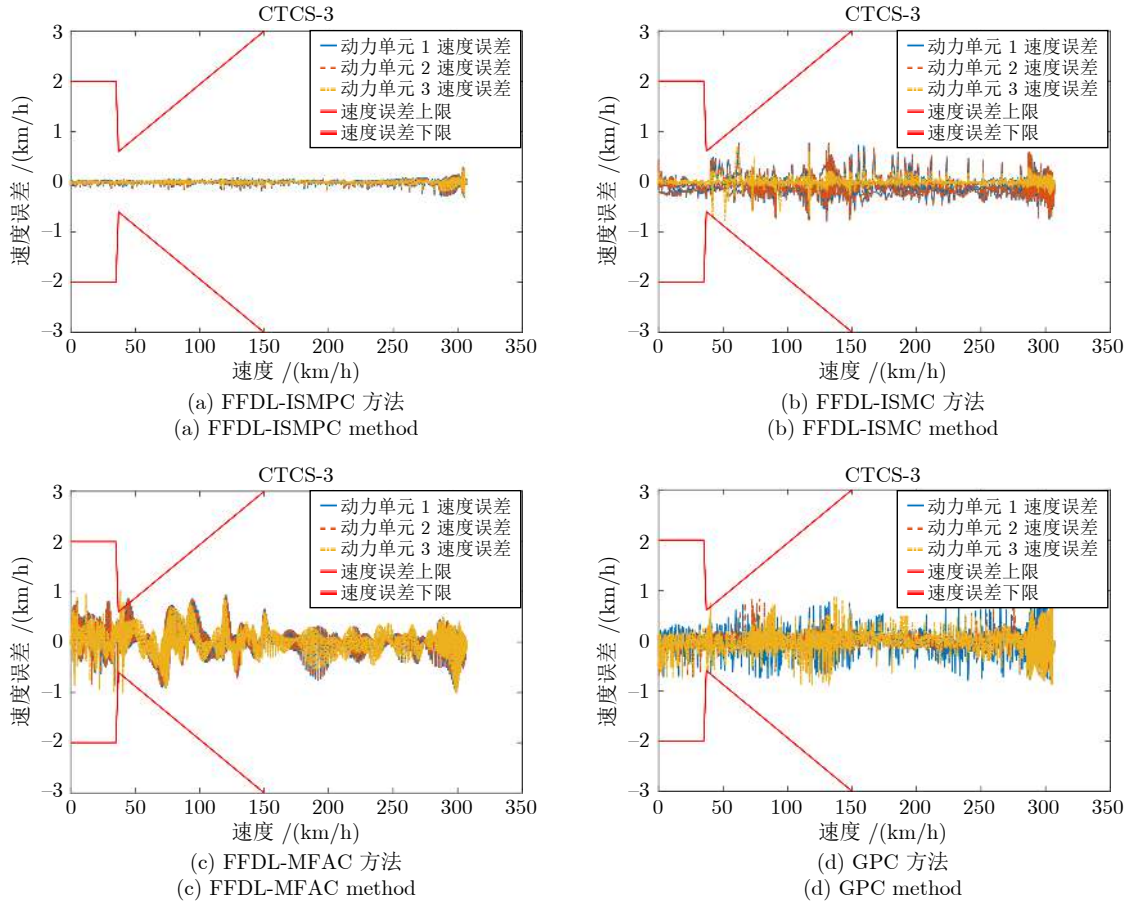 CTCS-3
3
2
1
0
−1
−2
−3
速度误差 /(km/h)
动力单元 1 速度误差
动力单元 2 速度误差
动力单元 3 速度误差
速度误差上限
速度误差下限
0 50 100 150 200 250 300 350
速度 /(km/h)
(a) FFDL-ISMPC 方法
(a) FFDL-ISMPC method
CTCS-3
3
2
1
0
−1
−2
−3
速度误差 /(km/h)
动力单元 1 速度误差
动力单元 2 速度误差
动力单元 3 速度误差
速度误差上限
速度误差下限
0 50 100 150 200 250 300 350
速度 /(km/h)
(b) FFDL-ISMC 方法
(b) FFDL-ISMC method
CTCS-3
3
2
1
0
−1
−2
−3
速度误差 /(km/h)
动力单元 1 速度误差
动力单元 2 速度误差
动力单元 3 速度误差
速度误差上限
速度误差下限
0 50 100 150 200 250 300 350
速度 /(km/h)
(c) FFDL-MFAC 方法
(c) FFDL-MFAC method
CTCS-3
3
2
1
0
−1
−2
−3
速度误差 /(km/h)
动力单元 1 速度误差
动力单元 2 速度误差
动力单元 3 速度误差
速度误差上限
速度误差下限
0 50 100 150 200 250 300 350
速度 /(km/h)
(d) GPC 方法
(d) GPC method